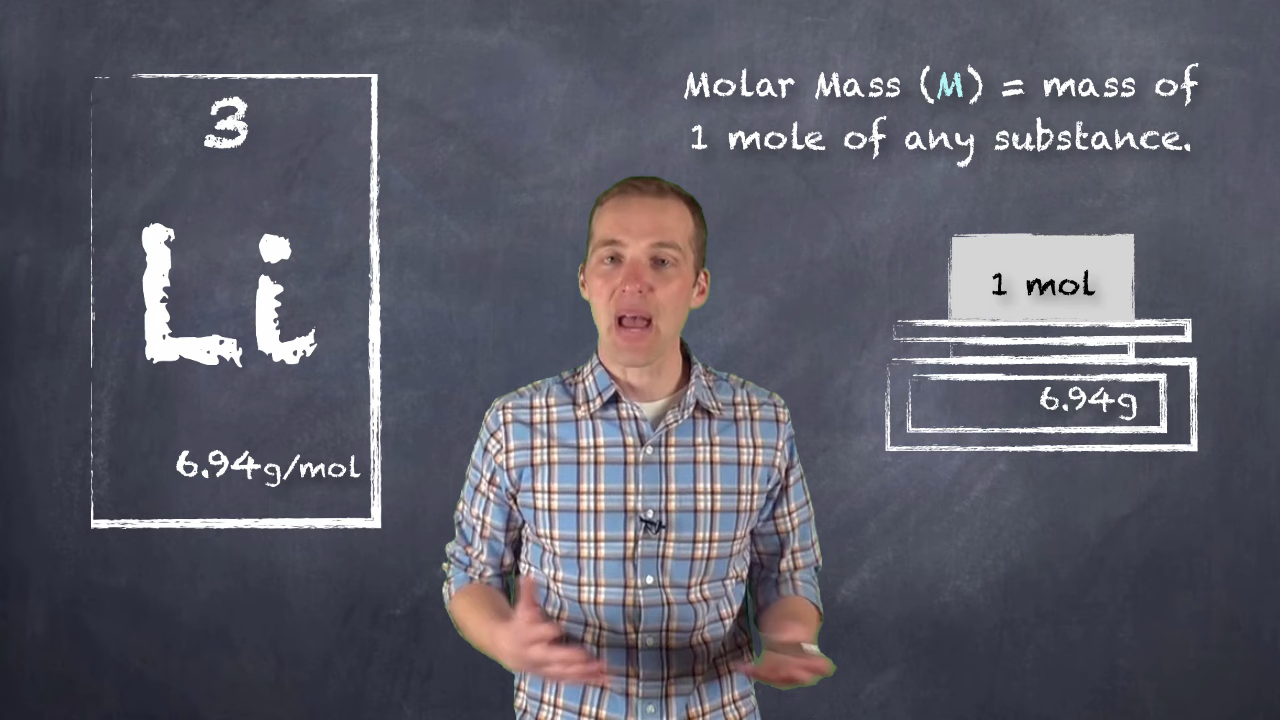 3
Li
6.94g/mol
Molar Mass (M) = mass of
1 mole of any substance.
1 mol
6.94g